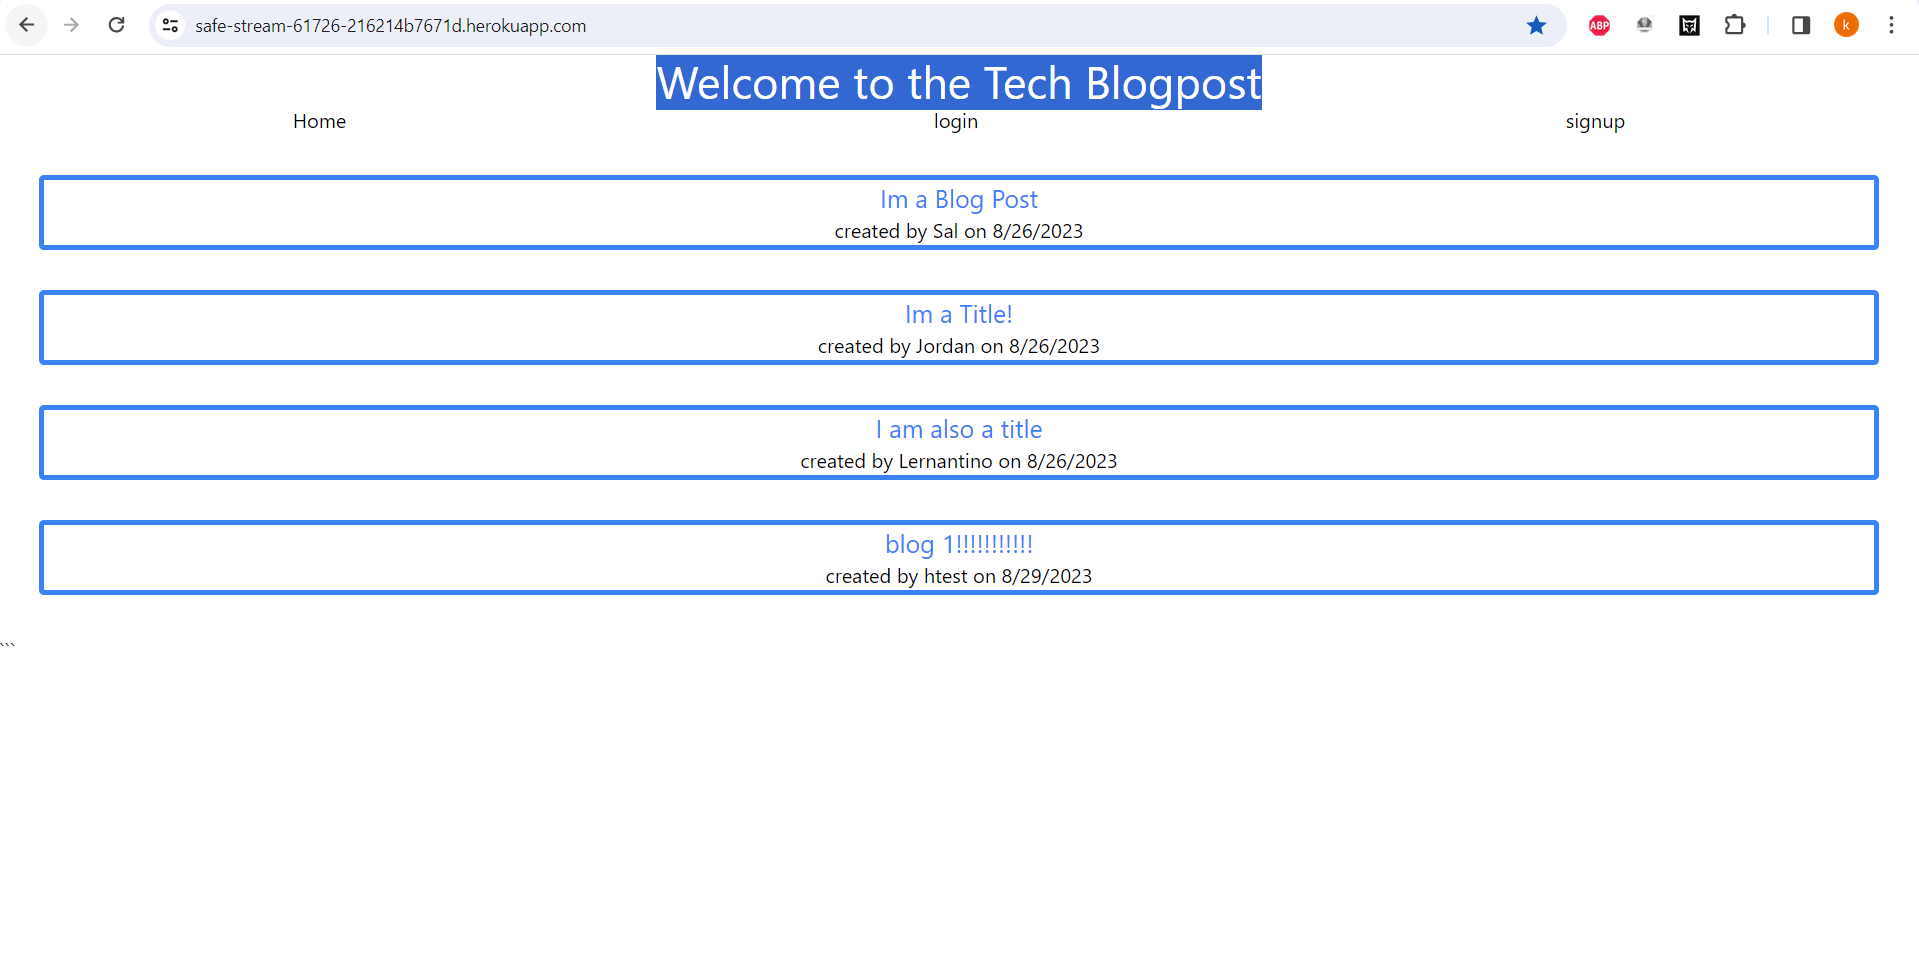 safe-stream-61726-216214b7671d.herokuapp.com
ABP
k
Welcome to the Tech Blogpost
Home login signup
Im a Blog Post
created by Sal on 8/26/2023
Im a Title!
created by Jordan on 8/26/2023
I am also a title
created by Lernantino on 8/26/2023
blog 1!!!!!!!!!!!
created by htest on 8/29/2023
```